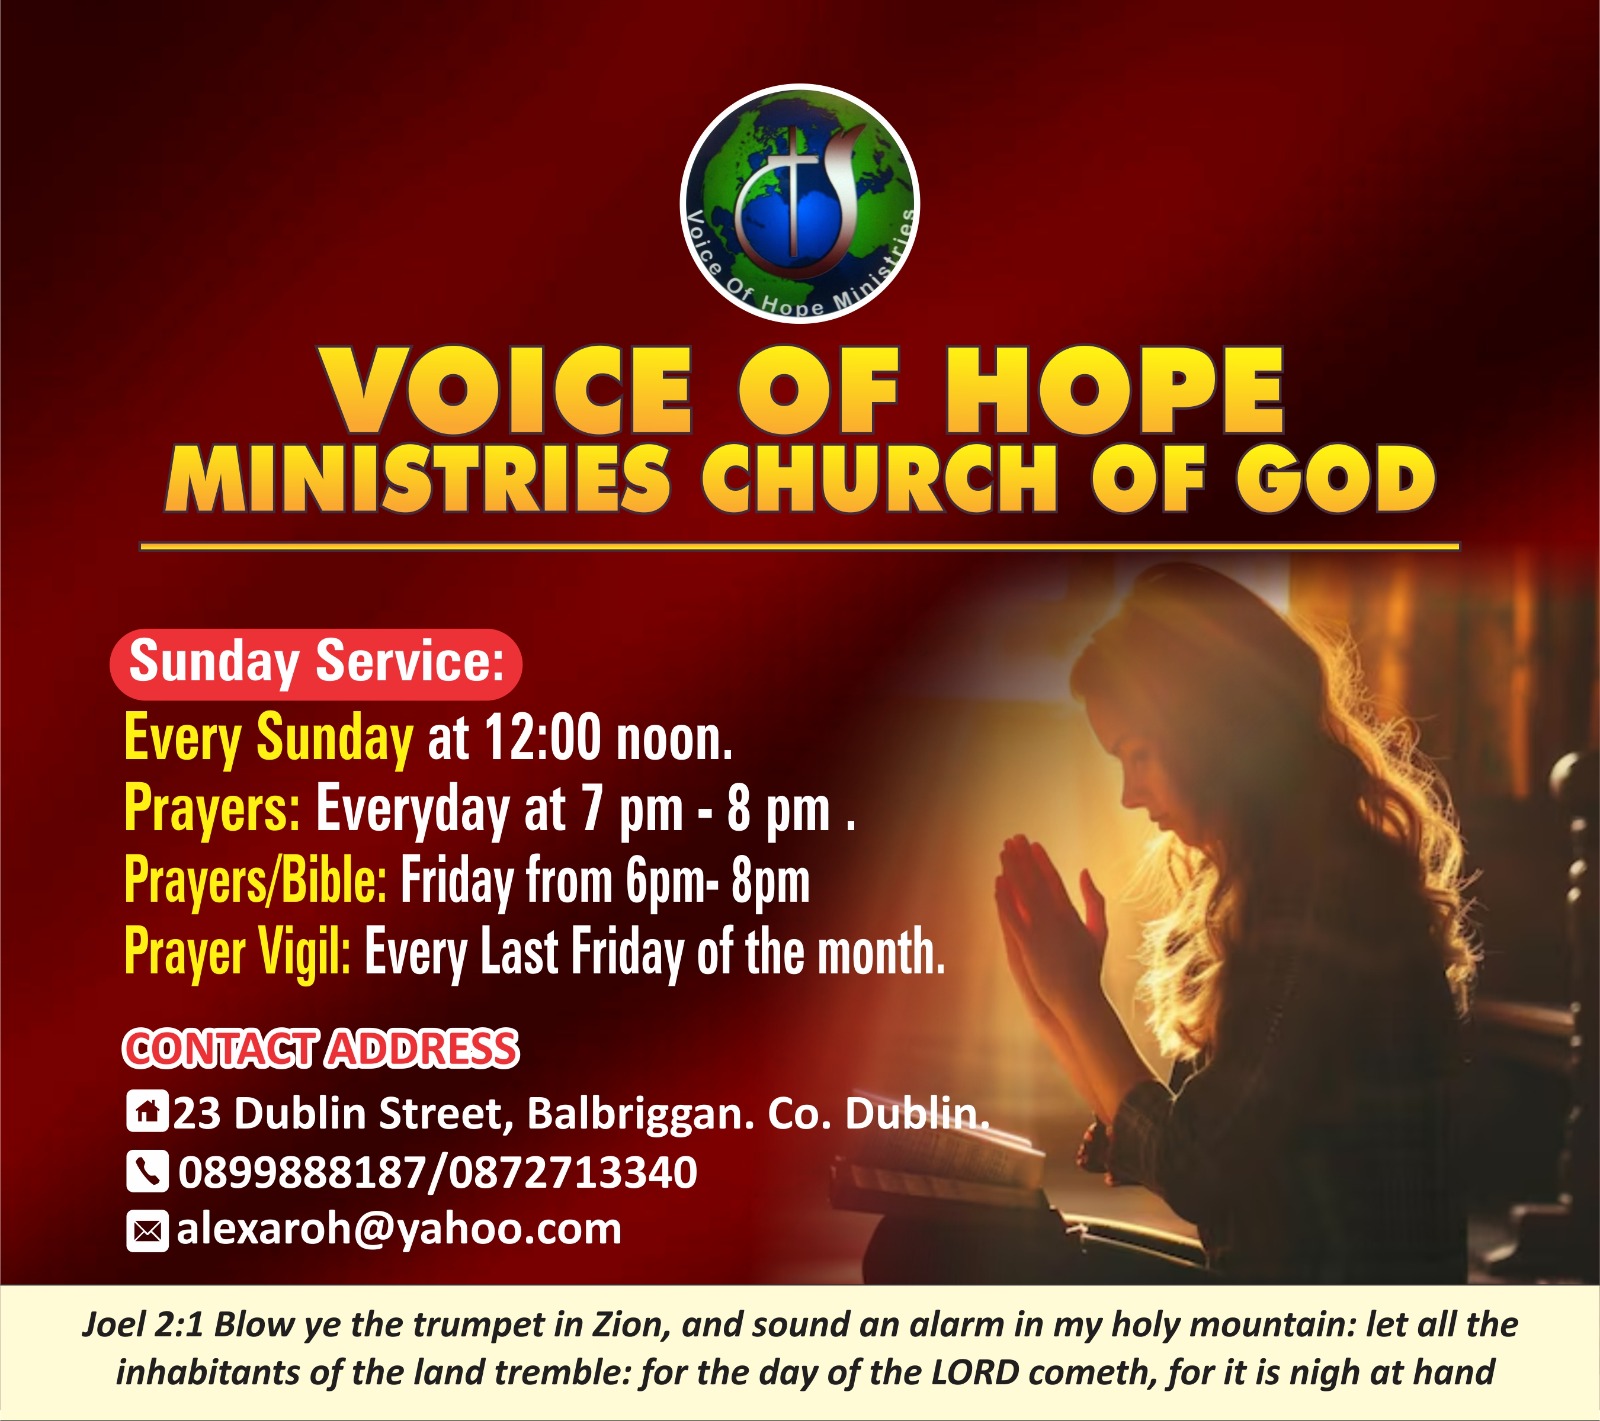 Voice Of Hope Ministries
VOICE OF HOPE
MINISTRIES CHURCH OF GOD
Sunday Service:
Every Sunday at 12:00 noon.
Prayers: Everyday at 7 pm - 8 pm .
Prayers/Bible: Friday from 6pm- 8pm
Prayer Vigil: Every Last Friday of the month.
CONTACT ADDRESS
23 Dublin Street, Balbriggan. Co. Dublin.
0899888187/0872713340
alexaroh@yahoo.com
Joel 2:1 Blow ye the trumpet in Zion, and sound an alarm in my holy mountain: let all the
inhabitants of the land tremble: for the day of the LORD cometh, for it is nigh at hand